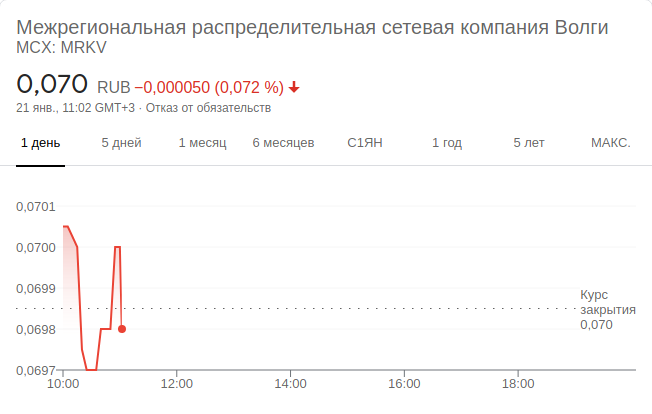 Межрегиональная распределительная сетевая компания Волги
MCX: MRKV
0,070 RUB −0,000050 (0,072 %)
21 янв., 11:02 GMT+3 · Отказ от обязательств
1 день 5 дней 1 месяц 6 месяцев С1ЯН 1 год 5 лет МАКС.
0,0701
0,0700
0,0699
0,0698
0,0697
Курс
закрытия
0,070
10:00 12:00 14:00 16:00 18:00